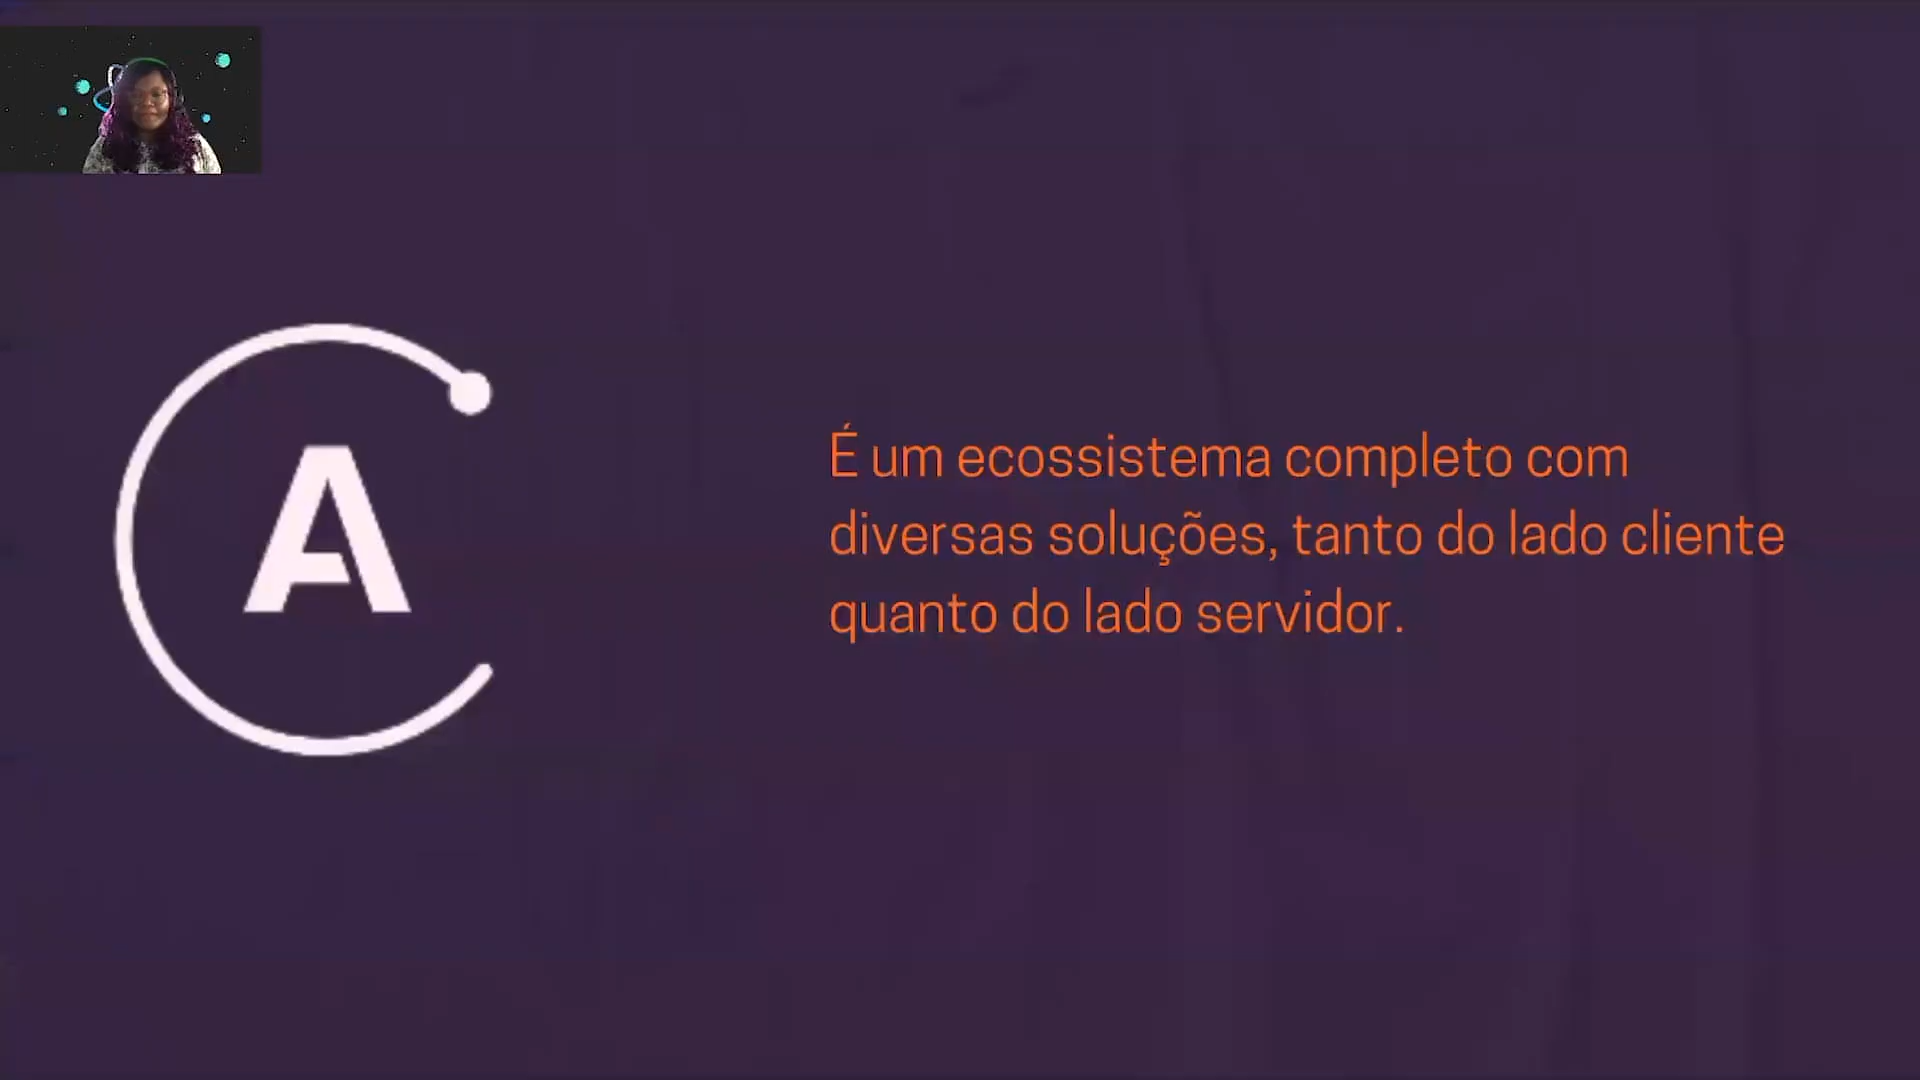 A
É um ecossistema completo com
diversas soluções, tanto do lado cliente
quanto do lado servidor.